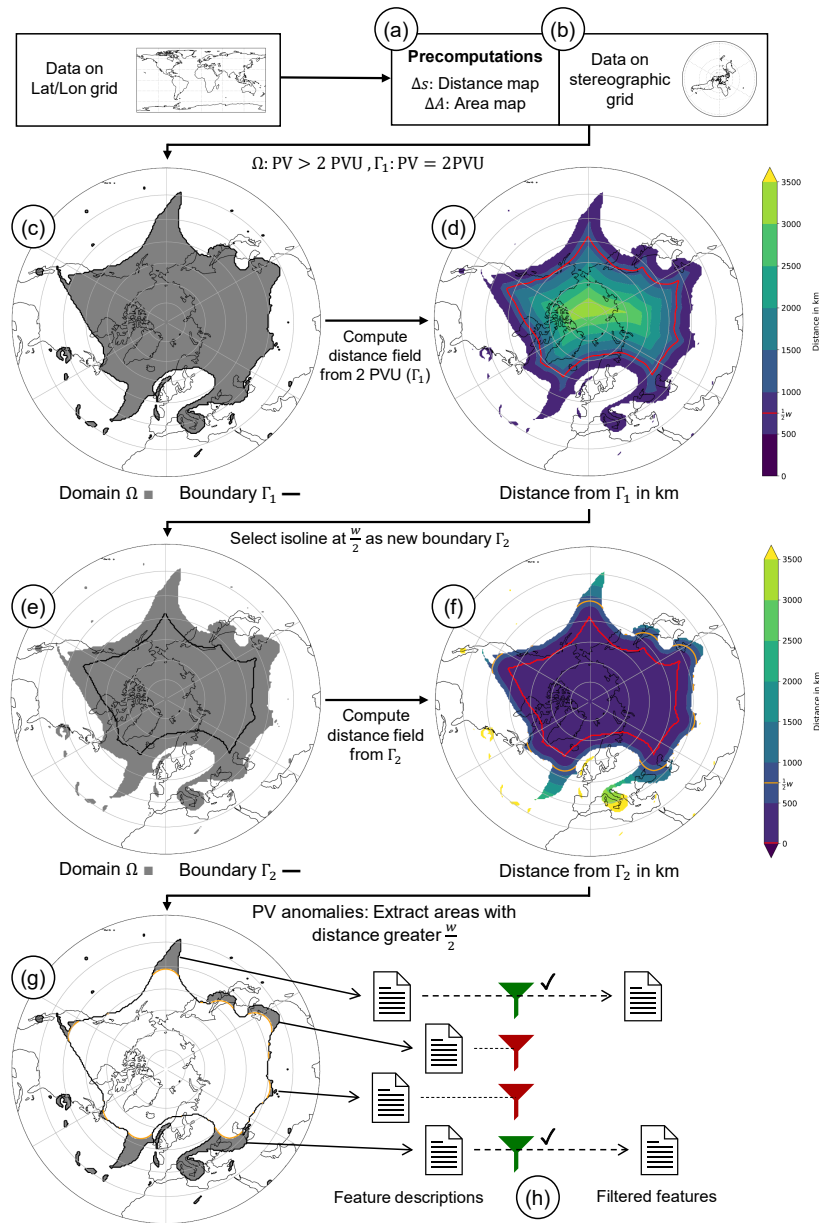 (a)
(b)
Data on
Lat/Lon grid
Precomputations
Δs: Distance map
ΔA: Area map
Data on
stereographic
grid
Ω: PV > 2 PVU , Γ₁: PV = 2PVU
(c)
(d)
Compute
distance field
from 2 PVU (Γ₁)
3500
3000
2500
2000
1500
1000
½w
500
0
Distance in km
Domain Ω
Boundary Γ₁
Distance from Γ₁ in km
Select isoline at w/2 as new boundary Γ₂
(e)
(f)
Compute
distance field
from Γ₂
3500
3000
2500
2000
1500
1000
½w
500
0
Distance in km
Domain Ω
Boundary Γ₂
Distance from Γ₂ in km
PV anomalies: Extract areas with
distance greater w/2
(g)
✓
✓
Feature descriptions
(h)
Filtered features